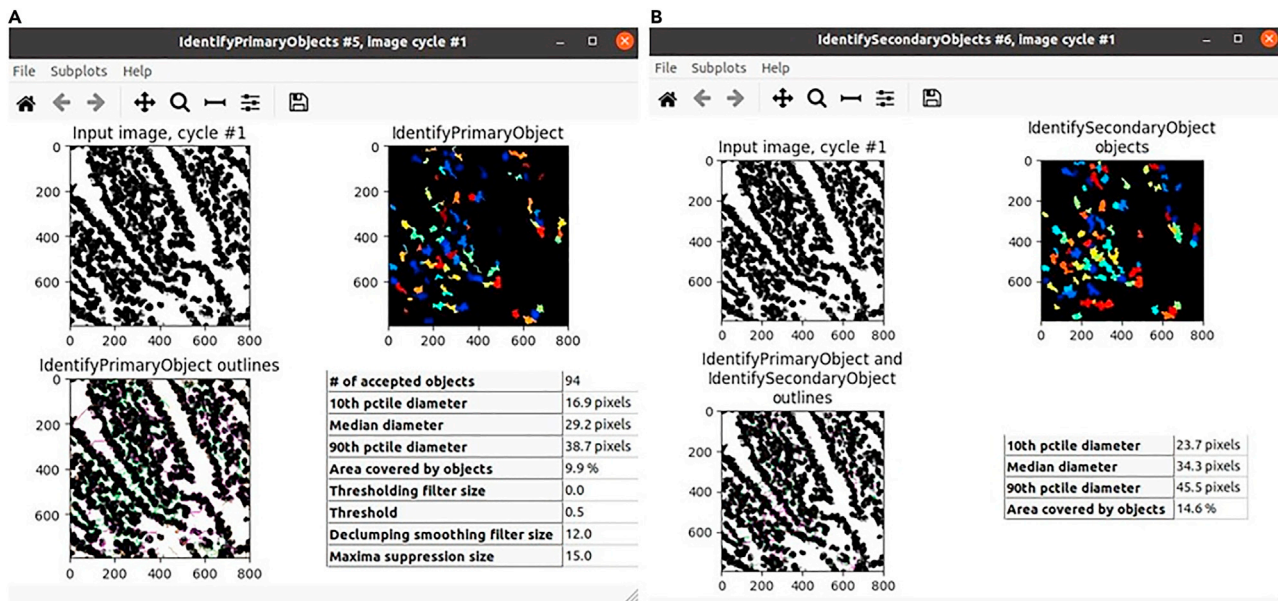 A
IdentifyPrimaryObjects #5, image cycle #1
File Subplots Help
Input image, cycle #1
0
200
400
600
0 200 400 600 800
IdentifyPrimaryObject
0
200
400
600
0 200 400 600 800
IdentifyPrimaryObject outlines
0
200
400
600
0 200 400 600 800
# of accepted objects 94
10th pctile diameter 16.9 pixels
Median diameter 29.2 pixels
90th pctile diameter 38.7 pixels
Area covered by objects 9.9 %
Thresholding filter size 0.0
Threshold 0.5
Declumping smoothing filter size 12.0
Maxima suppression size 15.0
B
IdentifySecondaryObjects #6, image cycle #1
File Subplots Help
Input image, cycle #1
0
200
400
600
0 200 400 600 800
IdentifySecondaryObject
objects
0
200
400
600
0 200 400 600 800
IdentifyPrimaryObject and
IdentifySecondaryObject
outlines
0
200
400
600
0 200 400 600 800
10th pctile diameter 23.7 pixels
Median diameter 34.3 pixels
90th pctile diameter 45.5 pixels
Area covered by objects 14.6 %